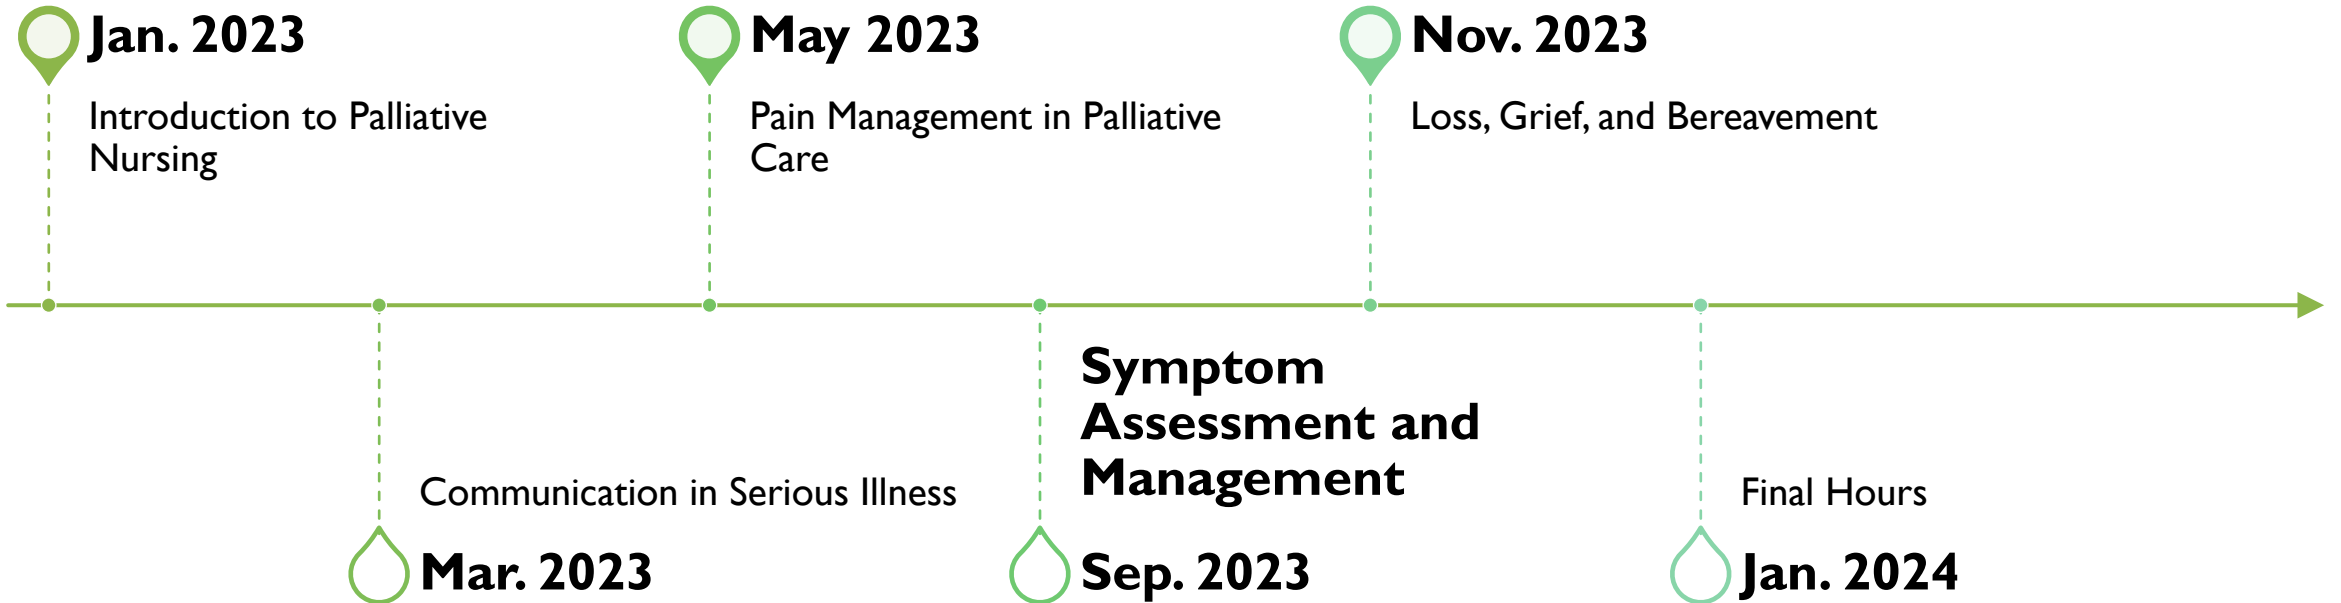 Jan. 2023
Introduction to Palliative
Nursing
May 2023
Pain Management in Palliative
Care
Nov. 2023
Loss, Grief, and Bereavement
Communication in Serious Illness
Mar. 2023
Symptom
Assessment and
Management
Sep. 2023
Final Hours
Jan. 2024